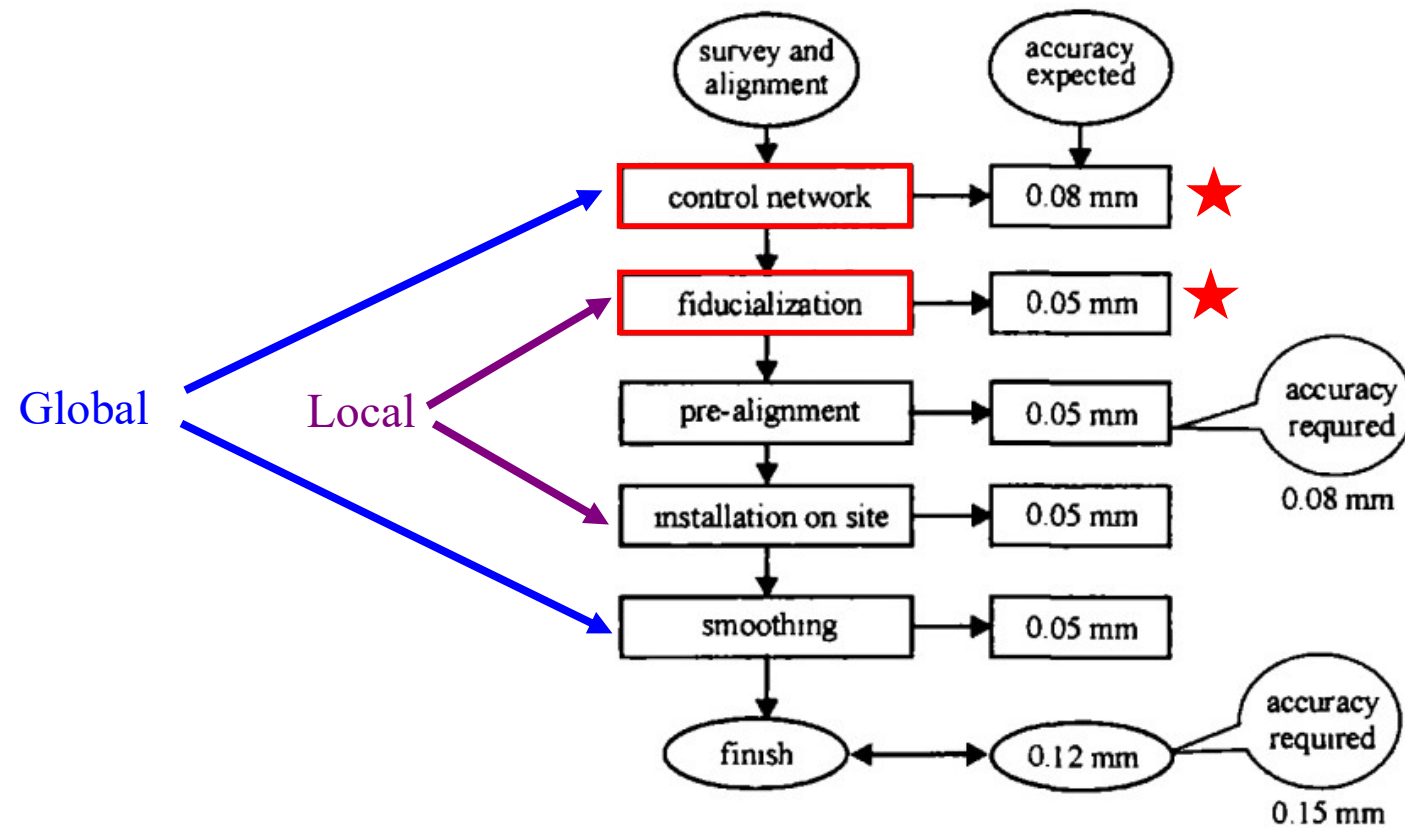 survey and
alignment
accuracy
expected
control network
0.08 mm
fiducialization
0.05 mm
Global
Local
pre-alignment
0.05 mm
accuracy
required
0.08 mm
installation on site
0.05 mm
smoothing
0.05 mm
finish
0.12 mm
accuracy
required
0.15 mm